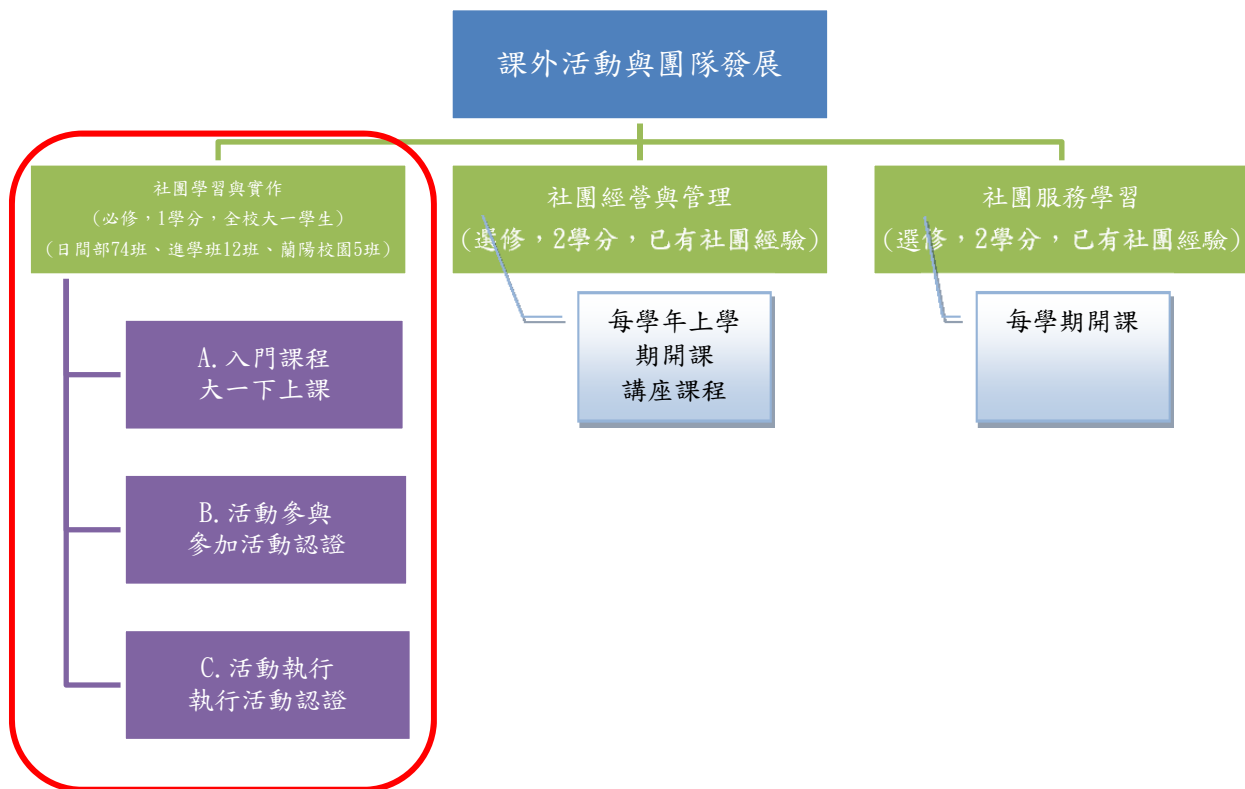 課外活動與團隊發展
社團學習與實作
(必修，1學分，全校大一學生)
(日間部74班、進學班12班、蘭陽校園5班)
社團經營與管理
(選修，2學分，已有社團經驗)
社團服務學習
(選修，2學分，已有社團經驗)
A.入門課程
大一下上課
B.活動參與
參加活動認證
C.活動執行
執行活動認證
每學年上學
期開課
講座課程
每學期開課